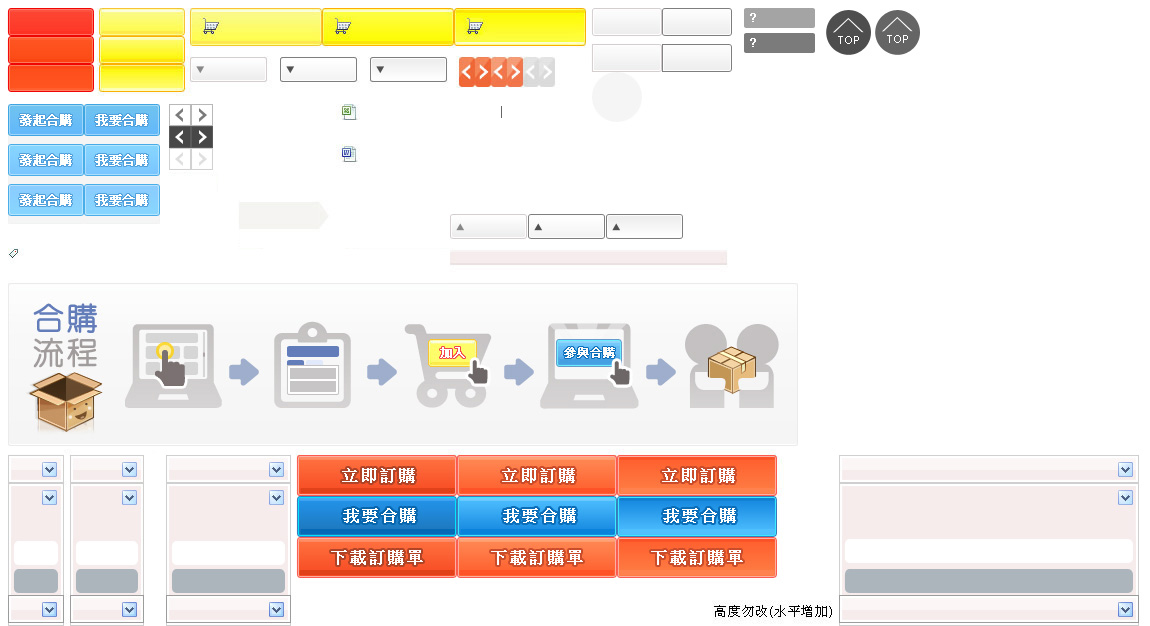 ?
?
TOP
TOP
發起合購 我要合購
發起合購 我要合購
發起合購 我要合購
合購
流程
加入
參與合購
立即訂購 立即訂購 立即訂購
我要合購 我要合購 我要合購
下載訂購單 下載訂購單 下載訂購單
高度勿改(水平增加)